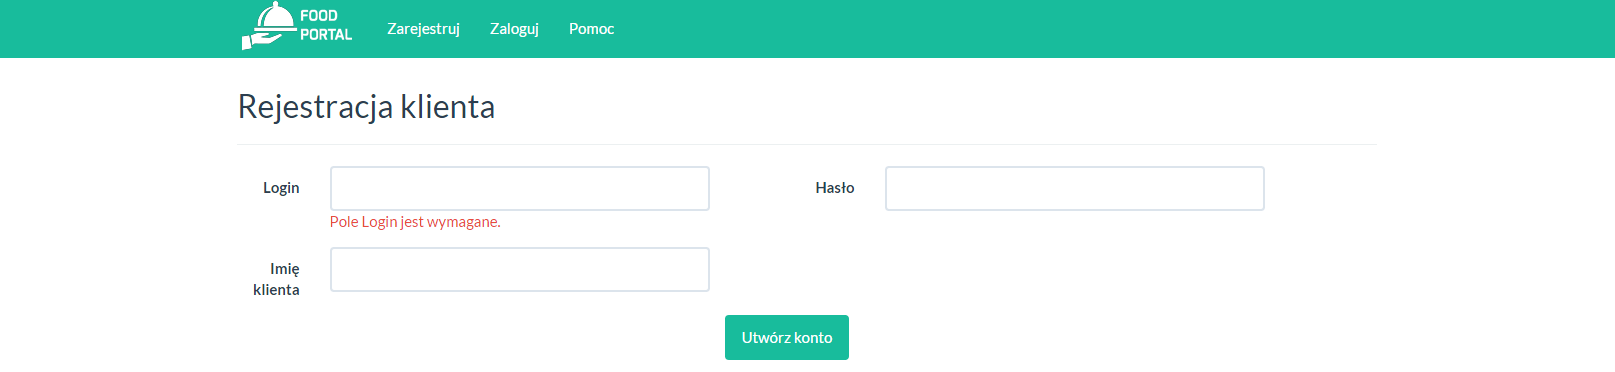 FOOD
PORTAL
Zarejestruj Zaloguj Pomoc
Rejestracja klienta
Login Hasło
Pole Login jest wymagane.
Imię
klienta
Utwórz konto